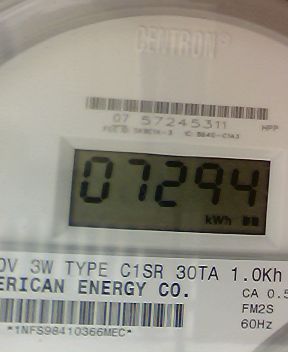 CENTRON®
07 57245311
HPP
07294
kWh
0V 3W TYPE C1SR 30TA 1.0Kh
ERICAN ENERGY CO.
CA 0.5
FM2S
60Hz
*1NFS98410366MEC*